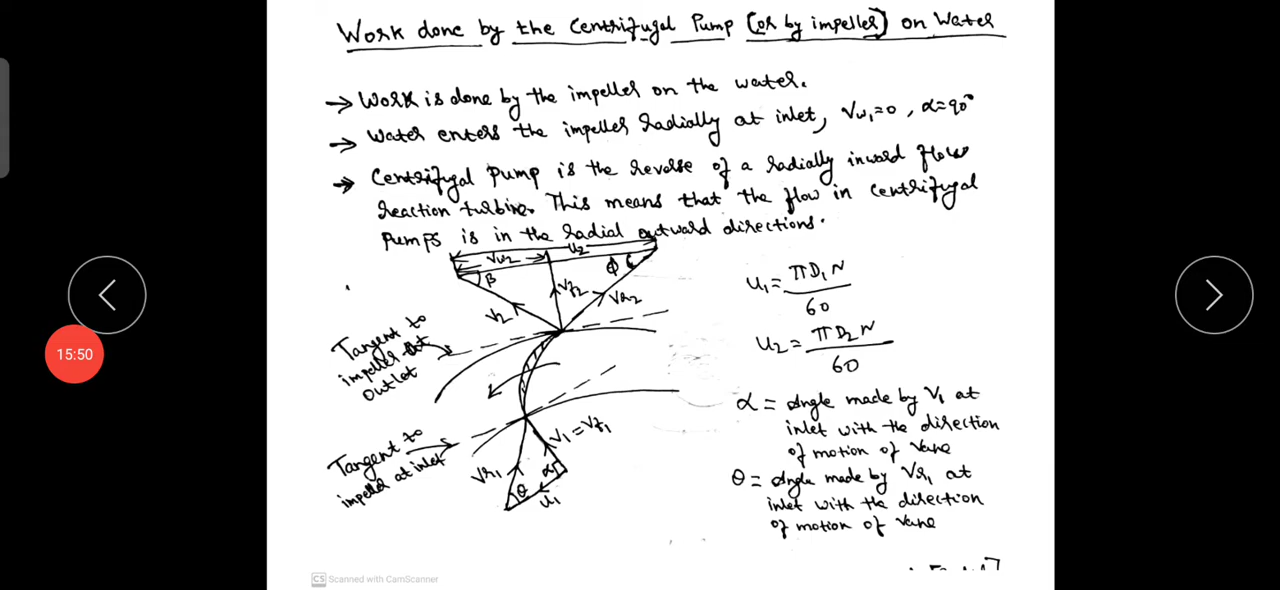 Work done by the Centrifugal Pump (or by impeller) on Water
→ Work is done by the impeller on the water.
→ Water enters the impeller radially at inlet, Vw1=0, α=90°
→ Centrifugal Pump is the reverse of a radially inward flow
reaction turbine. This means that the flow in centrifugal
pumps is in the radial outward directions.
u2
Vw2
β
ϕ
V2
Vf2
Vr2
Tangent to
impeller at
outlet
u1 = πD1N / 60
u2 = πD2N / 60
V1=Vf1
Tangent to
impeller at inlet
Vr1
θ
α
u1
α = Angle made by V1 at
inlet with the direction
of motion of vane
θ = Angle made by Vr1 at
inlet with the direction
of motion of vane
15:50
CS Scanned with CamScanner